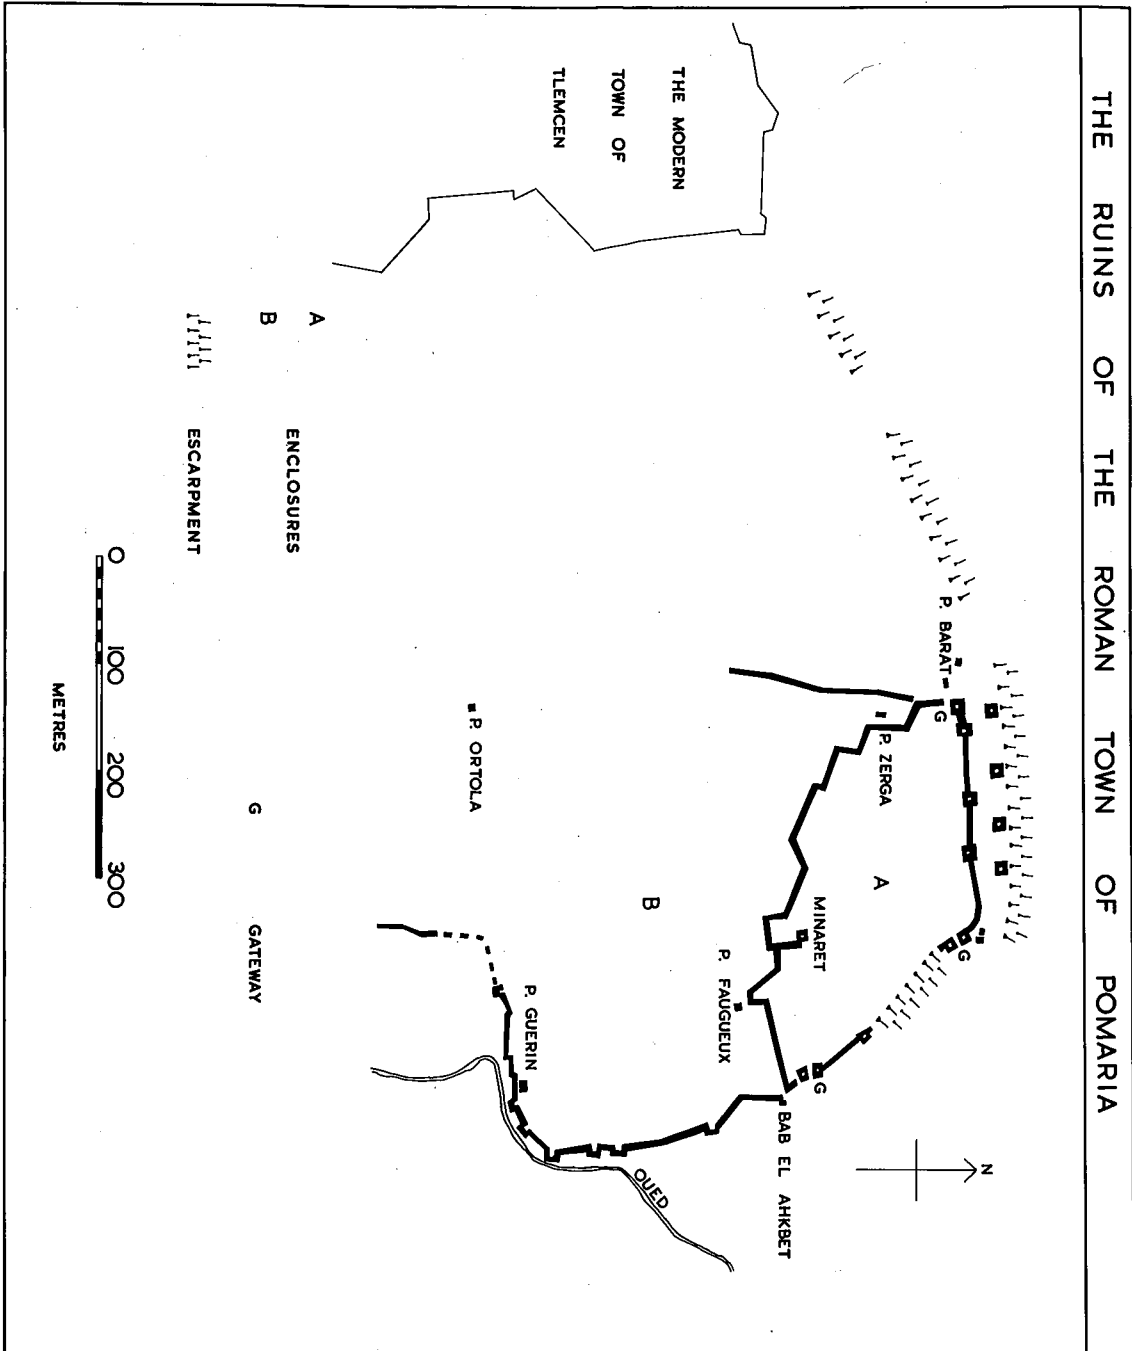 THE RUINS OF THE ROMAN TOWN OF POMARIA
N
THE MODERN
TOWN OF
TLEMCEN
P. BARAT
G
P. ZERGA
A
MINARET
G
G
B
P. FAUGUEUX
BAB EL AHKBET
P. ORTOLA
P. GUERIN
OUED
A
B
ENCLOSURES
ESCARPMENT
G
GATEWAY
0 100 200 300
METRES